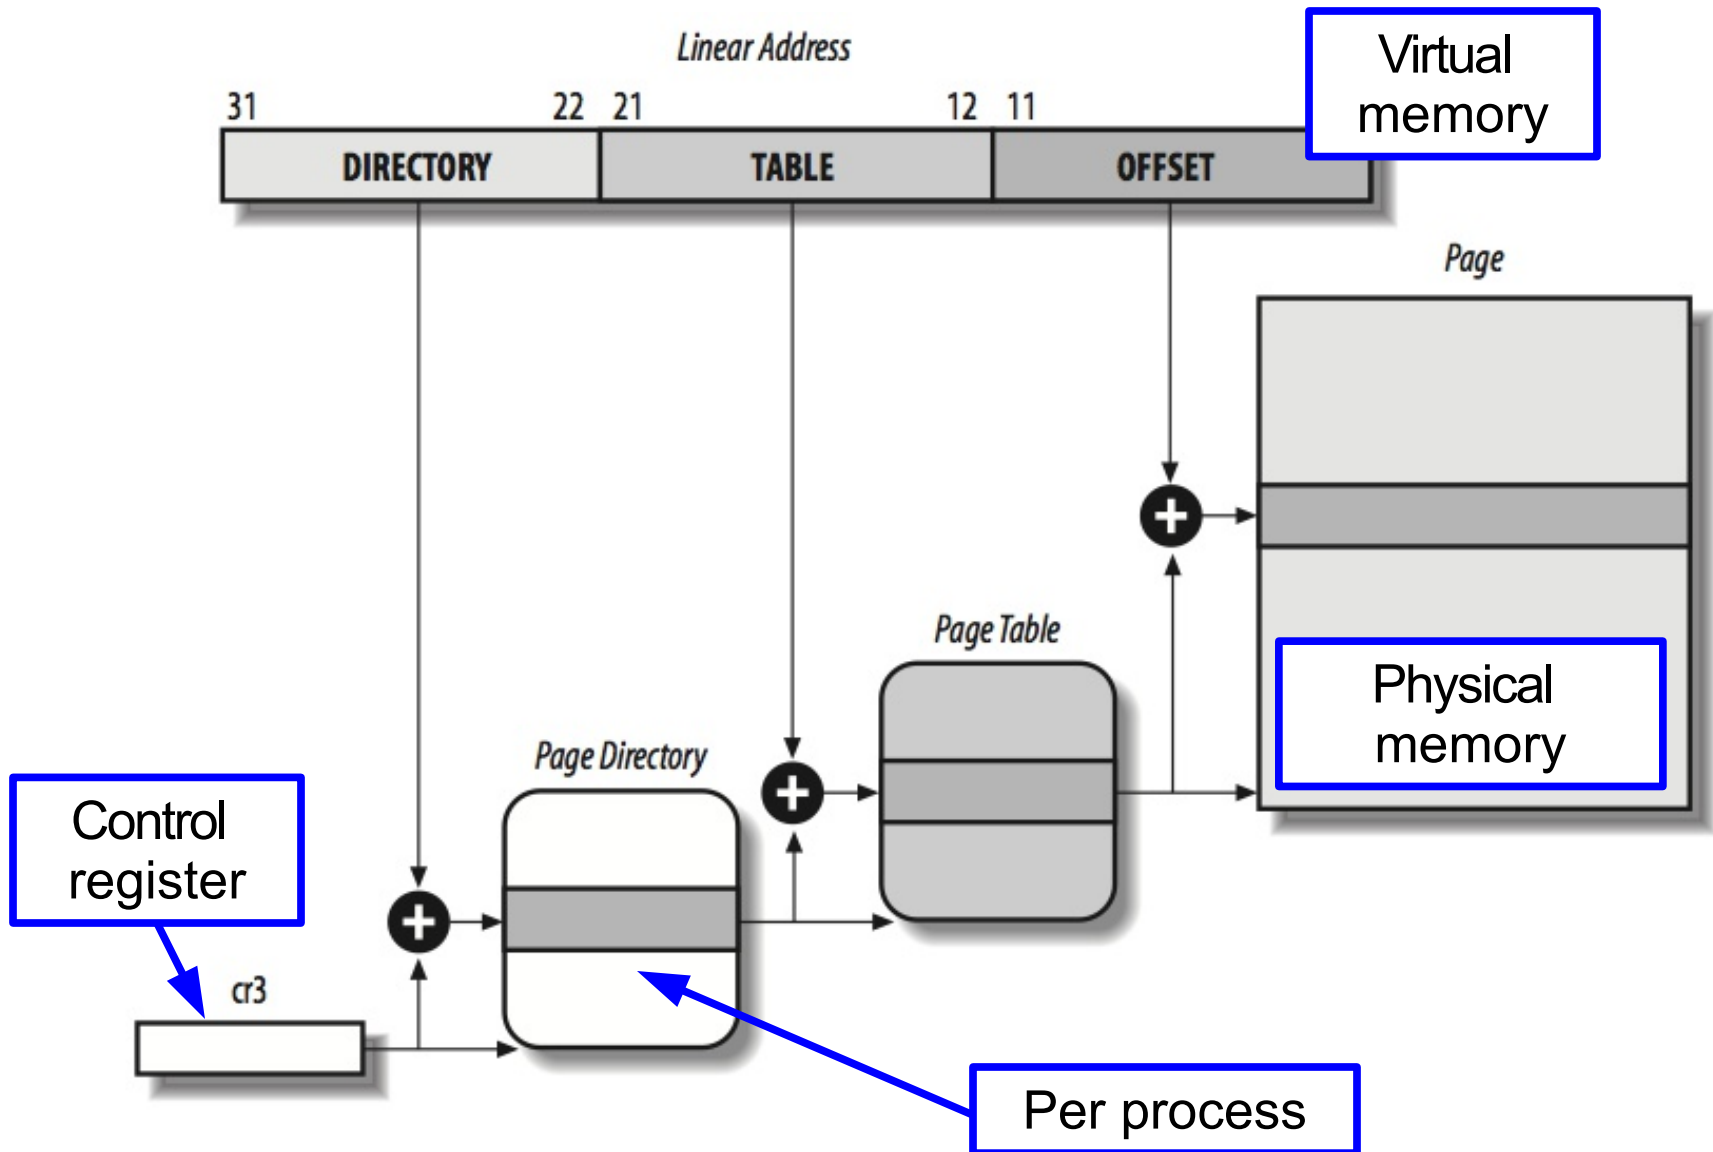 Linear Address
Virtual
memory
31 22 21 12 11
DIRECTORY TABLE OFFSET
Page
Page Table
Physical
memory
Page Directory
Control
register
cr3
Per process